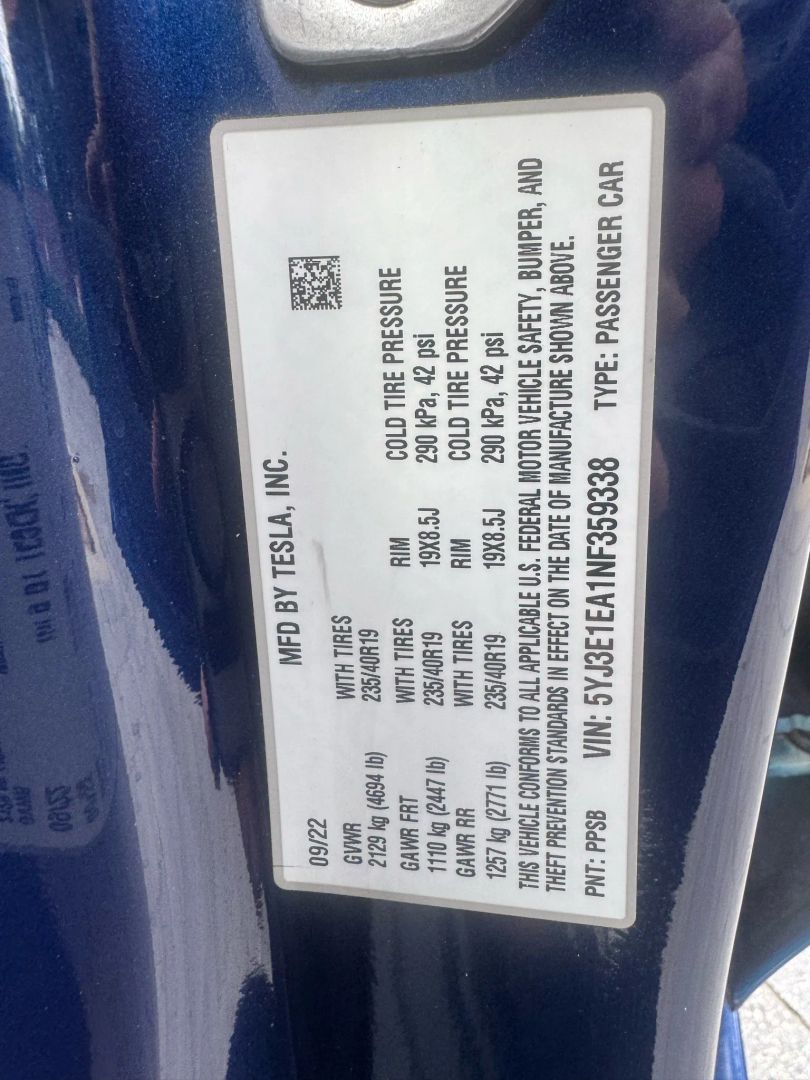 MFD BY TESLA, INC.
09/22
GVWR WITH TIRES
2129 kg (4694 lb) 235/40R19
GAWR FRT WITH TIRES RIM COLD TIRE PRESSURE
1110 kg (2447 lb) 235/40R19 19X8.5J 290 kPa, 42 psi
GAWR RR WITH TIRES RIM COLD TIRE PRESSURE
1257 kg (2771 lb) 235/40R19 19X8.5J 290 kPa, 42 psi
THIS VEHICLE CONFORMS TO ALL APPLICABLE U.S. FEDERAL MOTOR VEHICLE SAFETY, BUMPER, AND
THEFT PREVENTION STANDARDS IN EFFECT ON THE DATE OF MANUFACTURE SHOWN ABOVE.
PNT: PPSB VIN: 5YJ3E1EA1NF359338 TYPE: PASSENGER CAR